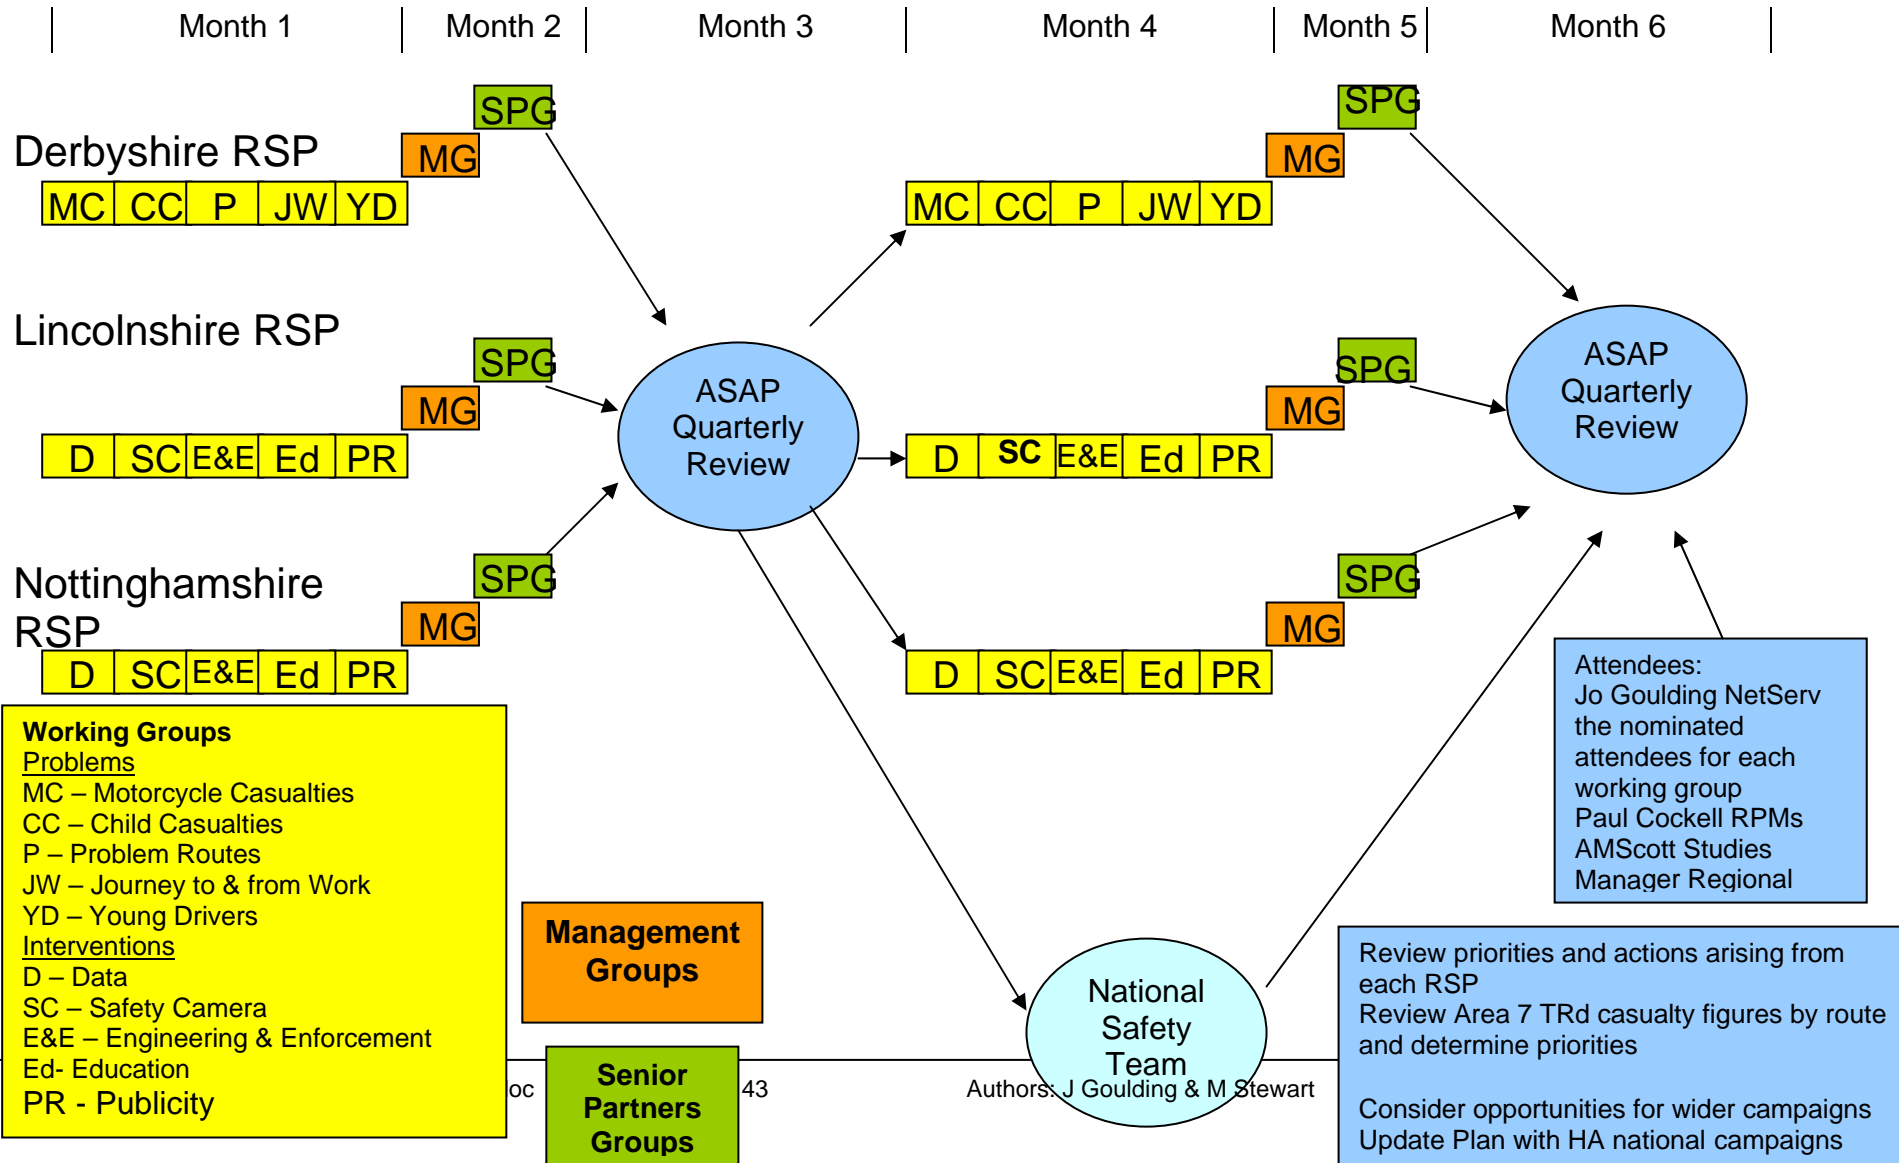 Month 1 Month 2 Month 3 Month 4 Month 5 Month 6
SPG SPG
Derbyshire RSP MG MG
MC CC P JW YD MC CC P JW YD
Lincolnshire RSP
SPG SPG
MG MG
D SC E&E Ed PR D SC E&E Ed PR
ASAP
Quarterly
Review
ASAP
Quarterly
Review
Nottinghamshire
RSP
SPG SPG
MG MG
D SC E&E Ed PR D SC E&E Ed PR
Working Groups
Problems
MC – Motorcycle Casualties
CC – Child Casualties
P – Problem Routes
JW – Journey to & from Work
YD – Young Drivers
Interventions
D – Data
SC – Safety Camera
E&E – Engineering & Enforcement
Ed- Education
PR - Publicity
Management
Groups
Senior
Partners
Groups
National
Safety
Team
Attendees:
Jo Goulding NetServ
the nominated
attendees for each
working group
Paul Cockell RPMs
AMScott Studies
Manager Regional
Review priorities and actions arising from
each RSP
Review Area 7 TRd casualty figures by route
and determine priorities
Consider opportunities for wider campaigns
Update Plan with HA national campaigns
43 Authors: J Goulding & M Stewart